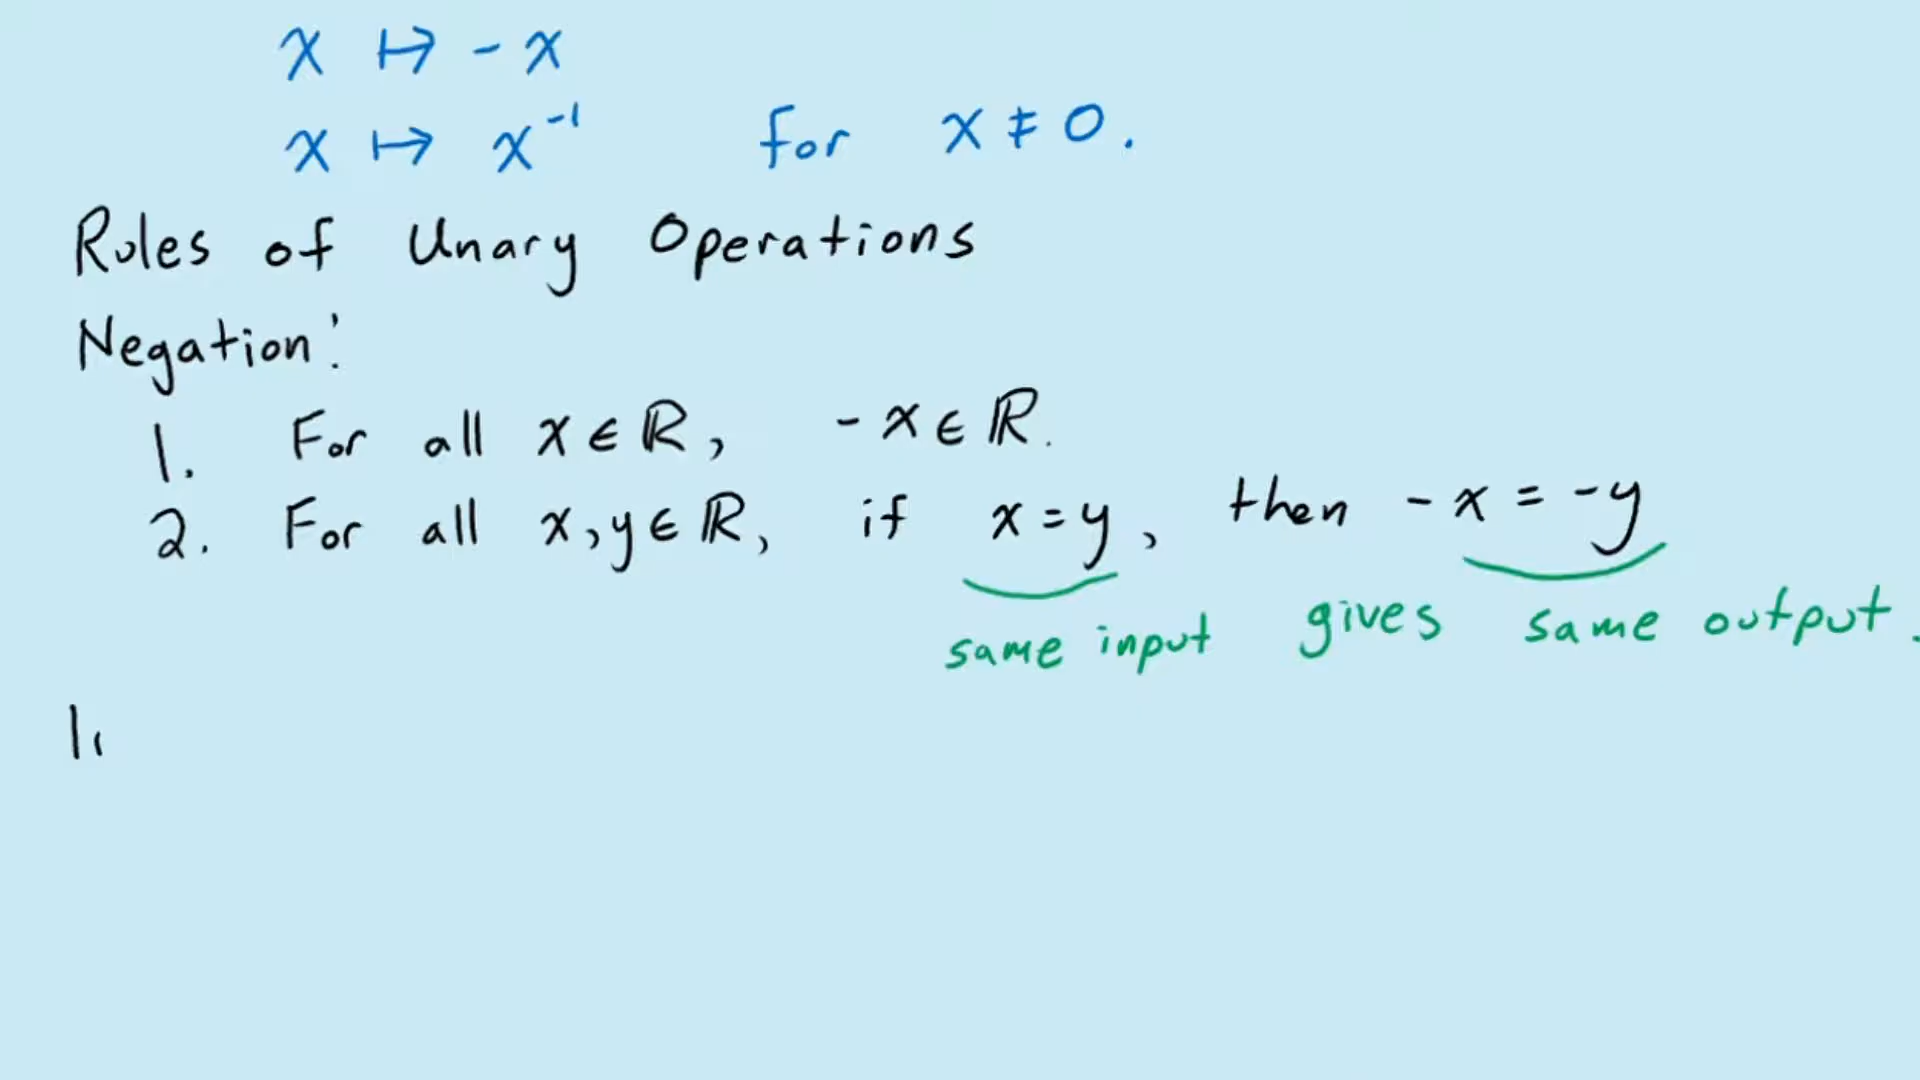 x ↦ -x
x ↦ x⁻¹ for x ≠ 0.
Rules of Unary Operations
Negation:
1. For all x ∈ ℝ, -x ∈ ℝ.
2. For all x, y ∈ ℝ, if x = y, then -x = -y
same input gives same output.